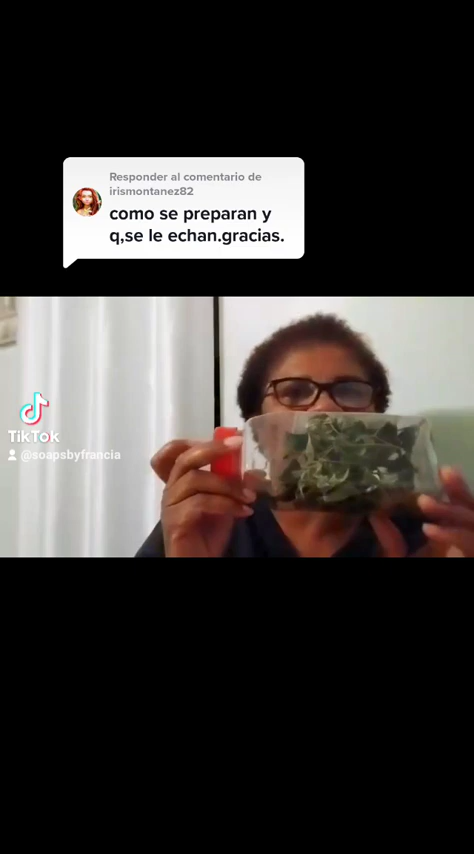 Responder al comentario de
irismontanez82
como se preparan y
q,se le echan.gracias.
TikTok
@soapsbyfrancia